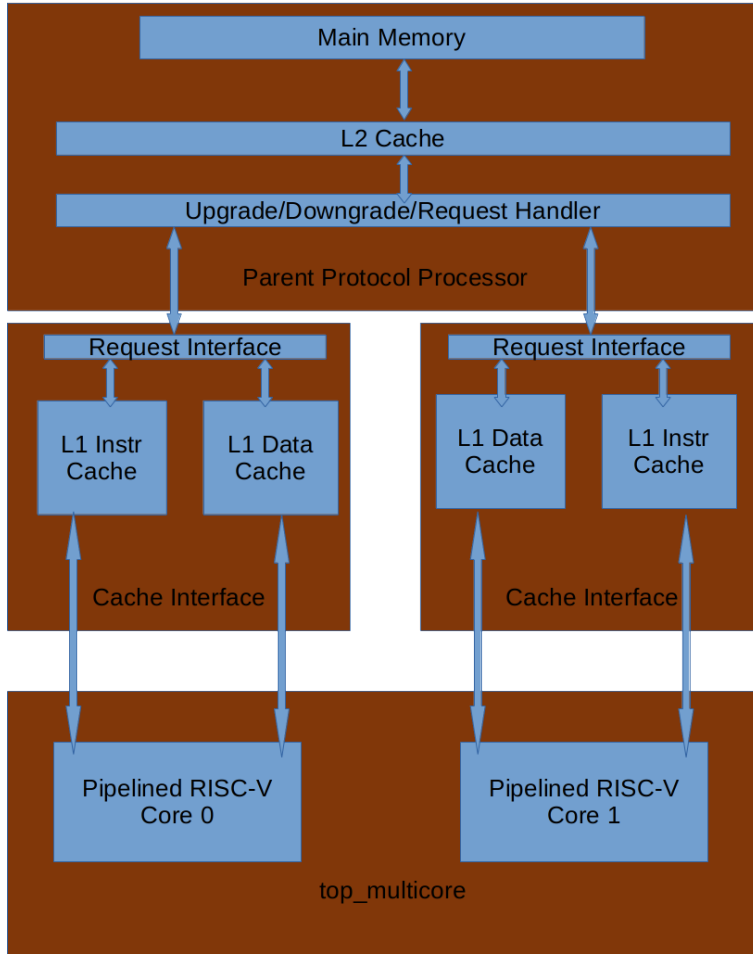 Main Memory
L2 Cache
Upgrade/Downgrade/Request Handler
Parent Protocol Processor
Request Interface
L1 Instr
Cache
L1 Data
Cache
Cache Interface
Request Interface
L1 Data
Cache
L1 Instr
Cache
Cache Interface
Pipelined RISC-V
Core 0
Pipelined RISC-V
Core 1
top_multicore